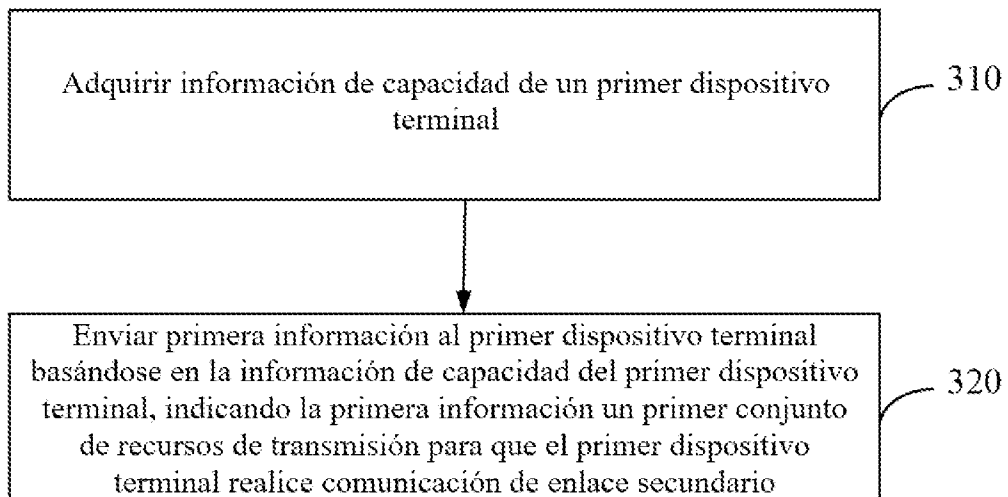 Adquirir información de capacidad de un primer dispositivo
terminal
310
Enviar primera información al primer dispositivo terminal
basándose en la información de capacidad del primer dispositivo
terminal, indicando la primera información un primer conjunto
de recursos de transmisión para que el primer dispositivo
terminal realice comunicación de enlace secundario
320